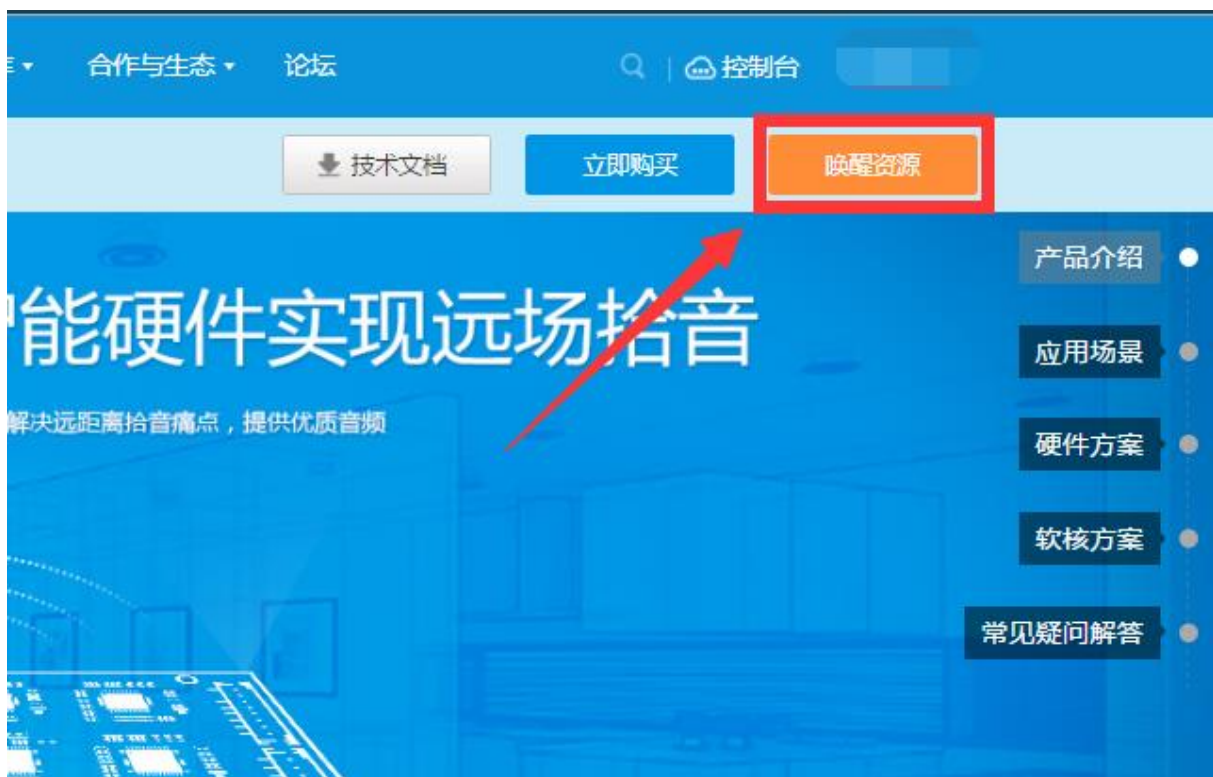 合作与生态
论坛
控制台
技术文档
立即购买
唤醒资源
能硬件实现远场拾音
解决远距离拾音痛点，提供优质音频
产品介绍
应用场景
硬件方案
软核方案
常见疑问解答